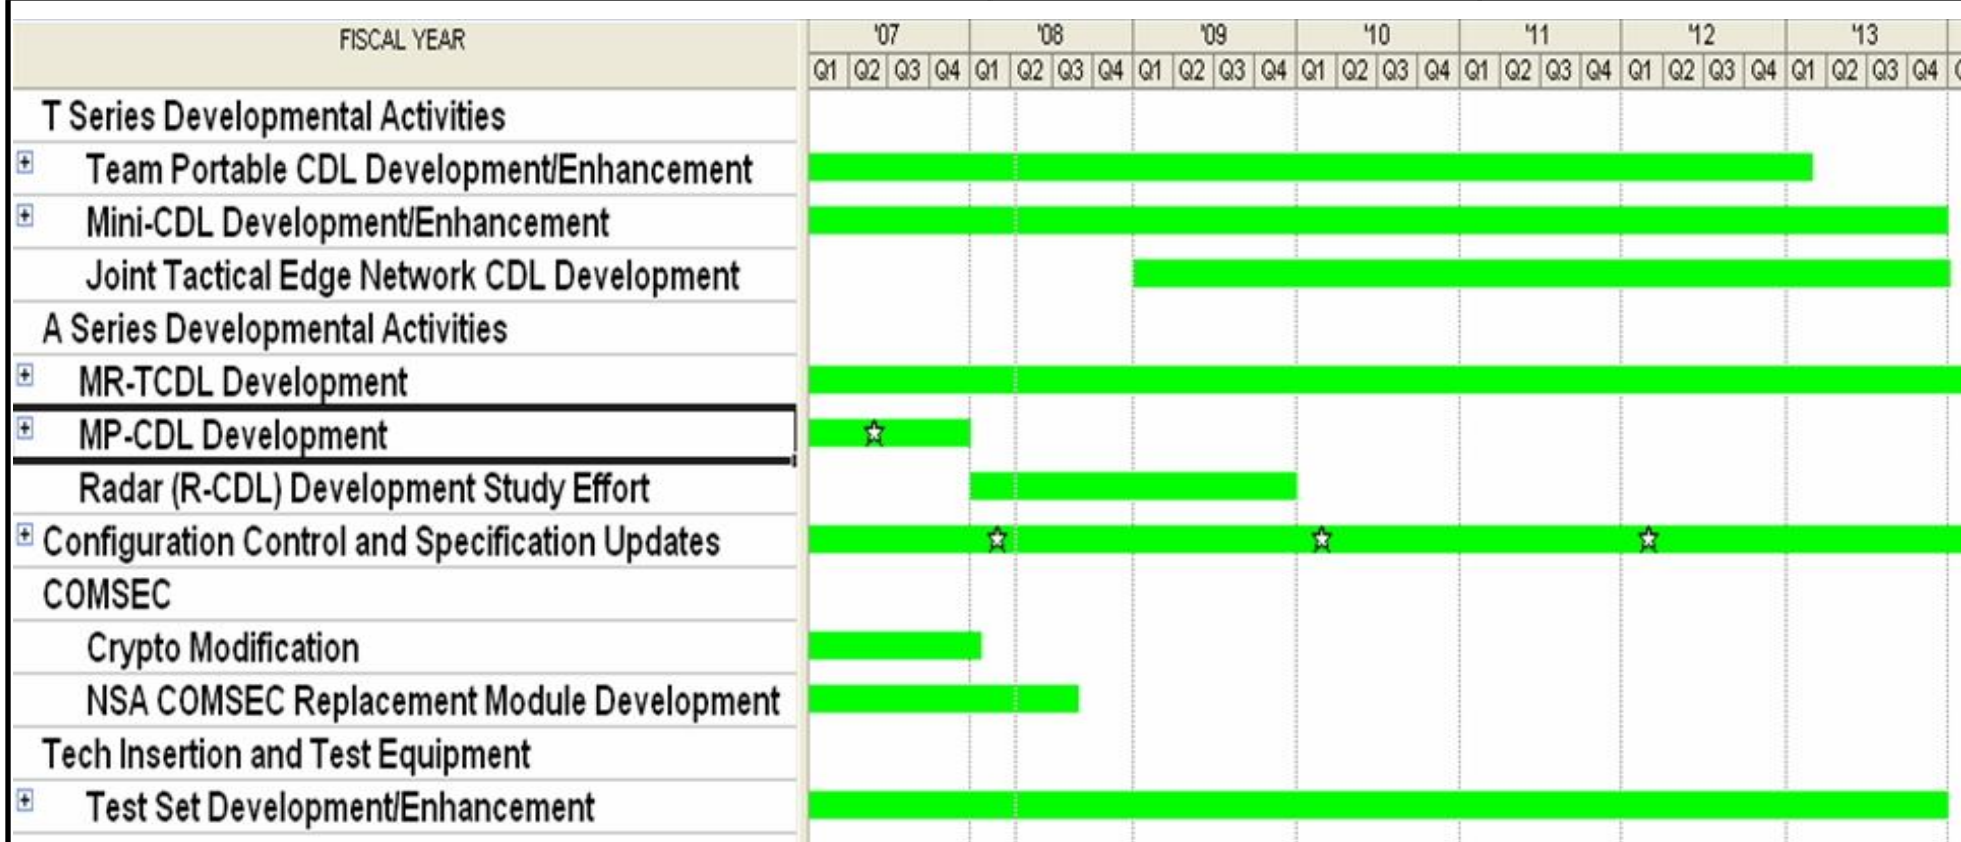 FISCAL YEAR '07 '08 '09 '10 '11 '12 '13
Q1 Q2 Q3 Q4 Q1 Q2 Q3 Q4 Q1 Q2 Q3 Q4 Q1 Q2 Q3 Q4 Q1 Q2 Q3 Q4 Q1 Q2 Q3 Q4 Q1 Q2 Q3 Q4
T Series Developmental Activities
Team Portable CDL Development/Enhancement
Mini-CDL Development/Enhancement
Joint Tactical Edge Network CDL Development
A Series Developmental Activities
MR-TCDL Development
MP-CDL Development
Radar (R-CDL) Development Study Effort
Configuration Control and Specification Updates
COMSEC
Crypto Modification
NSA COMSEC Replacement Module Development
Tech Insertion and Test Equipment
Test Set Development/Enhancement